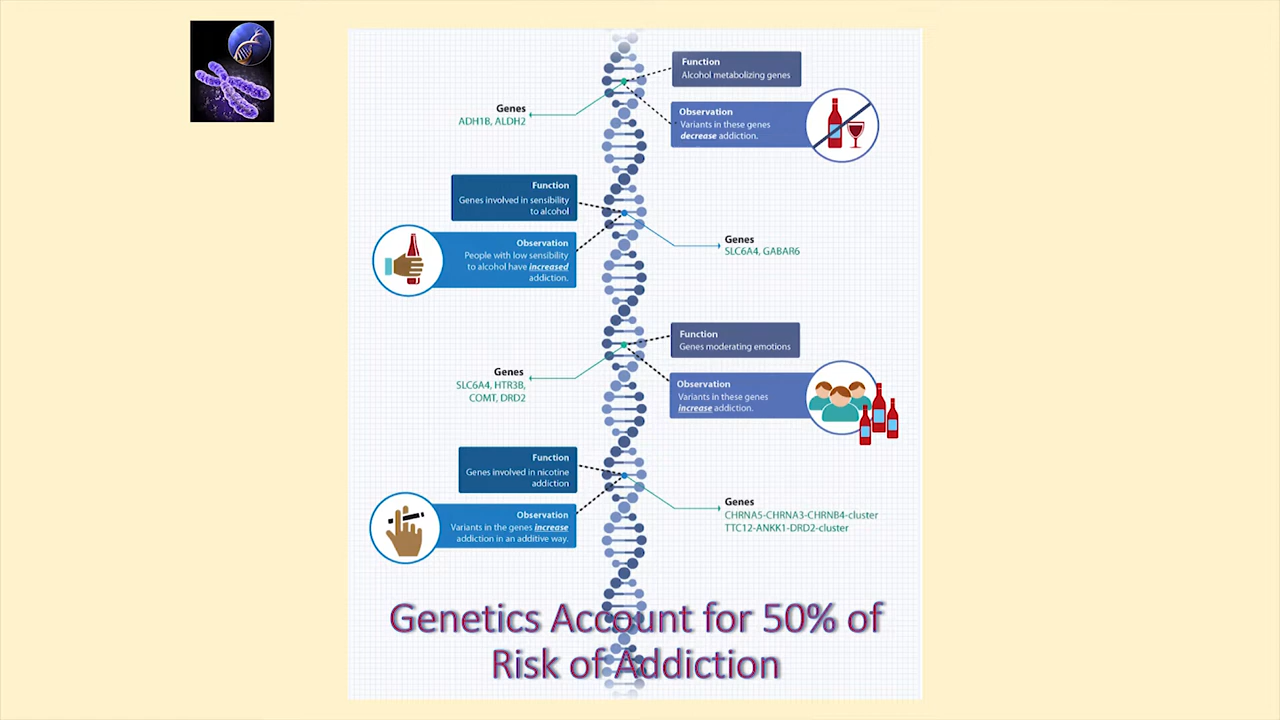 Function
Alcohol metabolizing genes
Genes
ADH1B, ALDH2
Observation
Variants in these genes
decrease addiction.
Function
Genes involved in sensibility
to alcohol
Observation
People with low sensibility
to alcohol have increased
addiction.
Genes
SLC6A4, GABAR6
Function
Genes moderating emotions
Genes
SLC6A4, HTR3B,
COMT, DRD2
Observation
Variants in these genes
increase addiction.
Function
Genes involved in nicotine
addiction
Observation
Variants in the genes increase
addiction in an additive way.
Genes
CHRNA5-CHRNA3-CHRNB4-cluster
TTC12-ANKK1-DRD2-cluster
Genetics Account for 50% of
Risk of Addiction